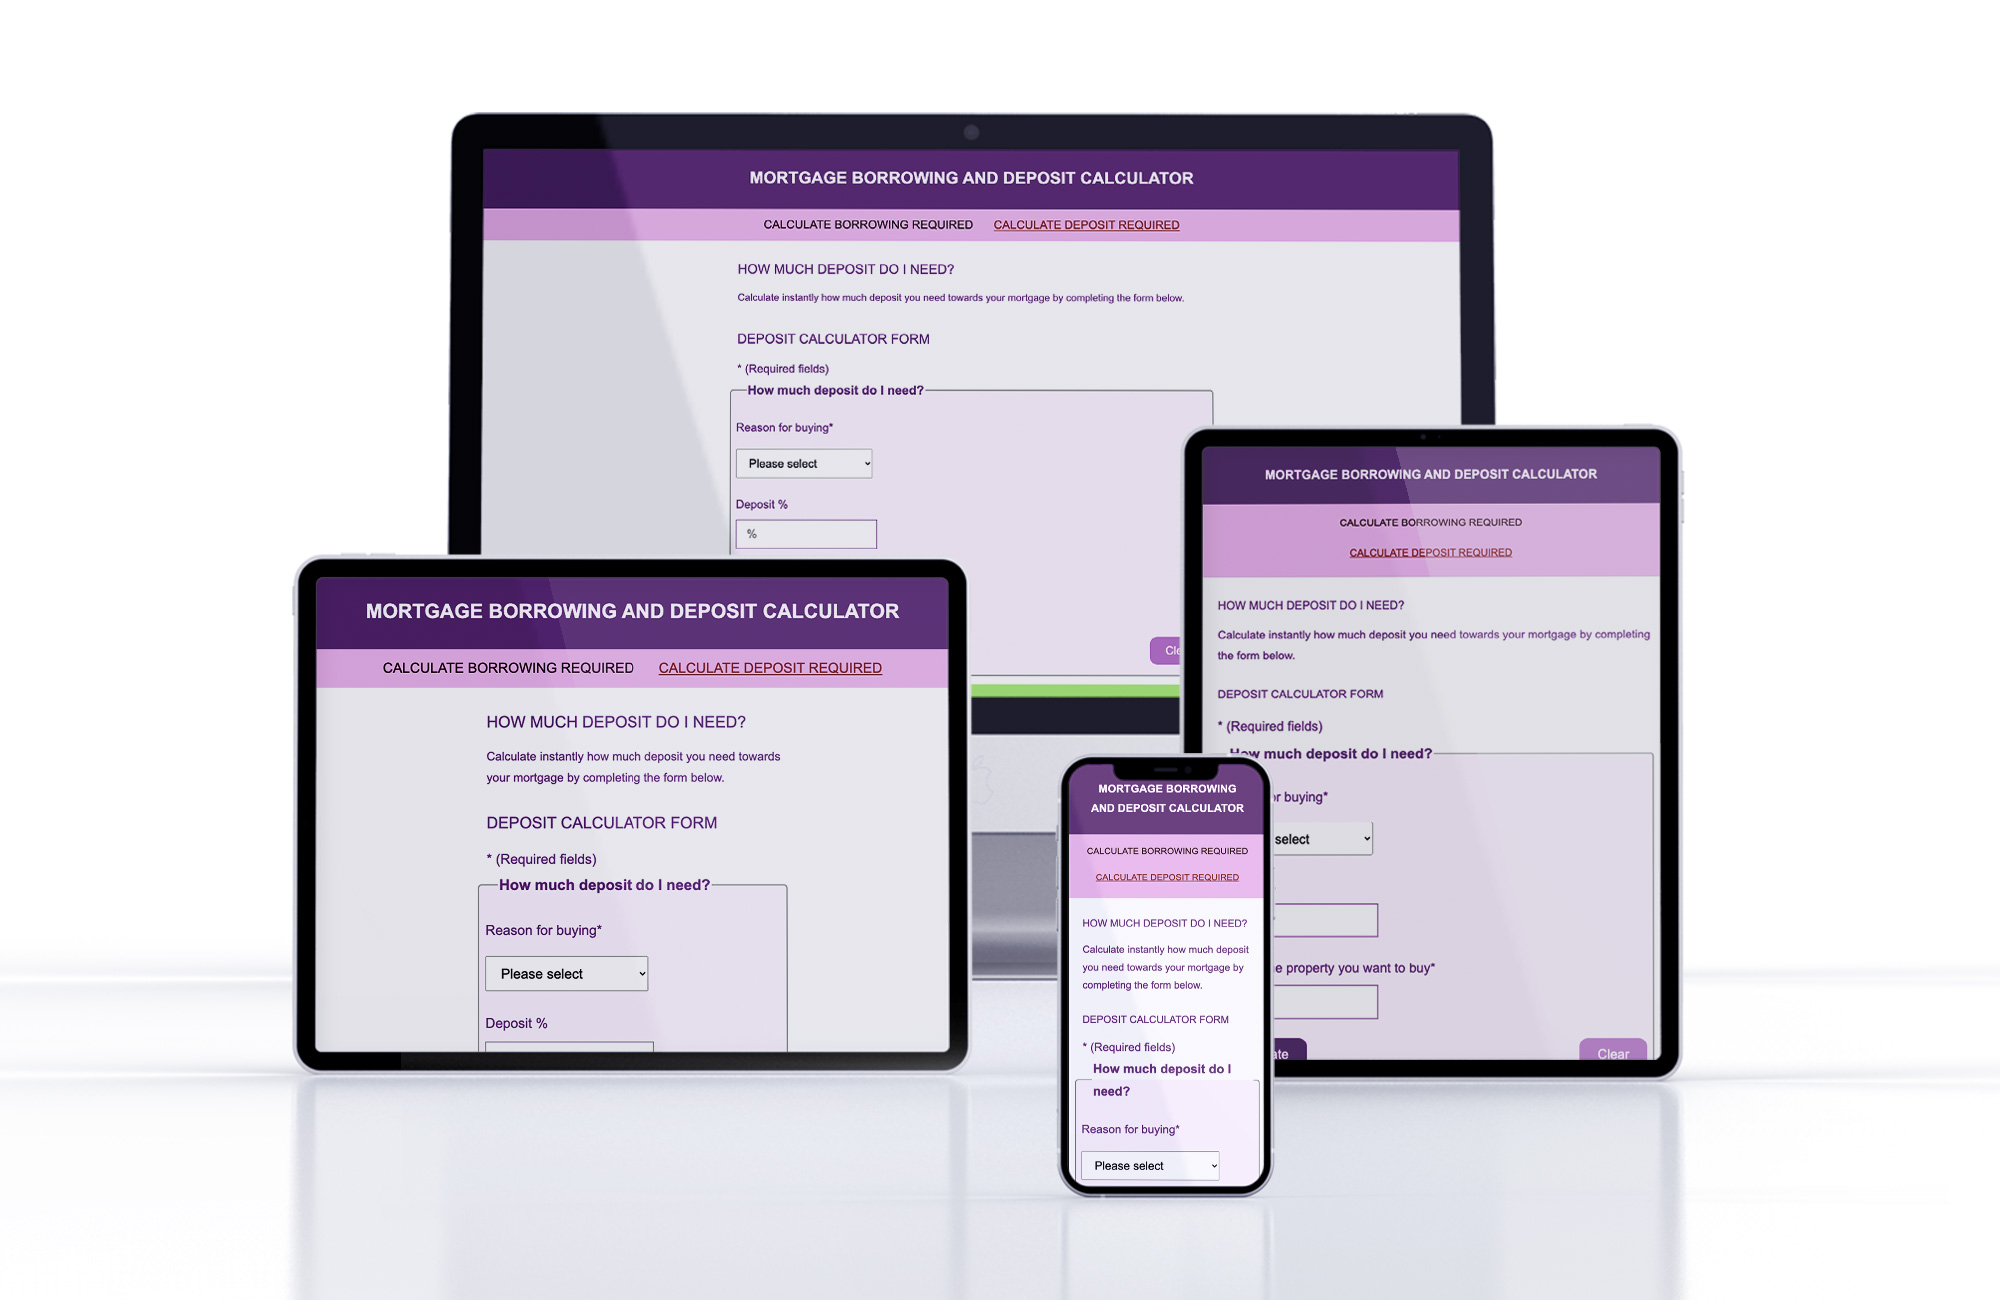 MORTGAGE BORROWING AND DEPOSIT CALCULATOR
CALCULATE BORROWING REQUIRED CALCULATE DEPOSIT REQUIRED
HOW MUCH DEPOSIT DO I NEED?
Calculate instantly how much deposit you need towards your mortgage by completing the form below.
DEPOSIT CALCULATOR FORM
* (Required fields)
How much deposit do I need?
Reason for buying*
Please select
Deposit %
%
MORTGAGE BORROWING AND DEPOSIT CALCULATOR
CALCULATE BORROWING REQUIRED CALCULATE DEPOSIT REQUIRED
HOW MUCH DEPOSIT DO I NEED?
Calculate instantly how much deposit you need towards
your mortgage by completing the form below.
DEPOSIT CALCULATOR FORM
* (Required fields)
How much deposit do I need?
Reason for buying*
Please select
Deposit %
MORTGAGE BORROWING
AND DEPOSIT CALCULATOR
CALCULATE BORROWING REQUIRED
CALCULATE DEPOSIT REQUIRED
HOW MUCH DEPOSIT DO I NEED?
Calculate instantly how much deposit
you need towards your mortgage by
completing the form below.
DEPOSIT CALCULATOR FORM
* (Required fields)
How much deposit do I
need?
Reason for buying*
Please select
MORTGAGE BORROWING AND DEPOSIT CALCULATOR
CALCULATE BORROWING REQUIRED
CALCULATE DEPOSIT REQUIRED
HOW MUCH DEPOSIT DO I NEED?
Calculate instantly how much deposit you need towards your mortgage by completing
the form below.
DEPOSIT CALCULATOR FORM
* (Required fields)
How much deposit do I need?
buying*
select
property you want to buy*
Clear